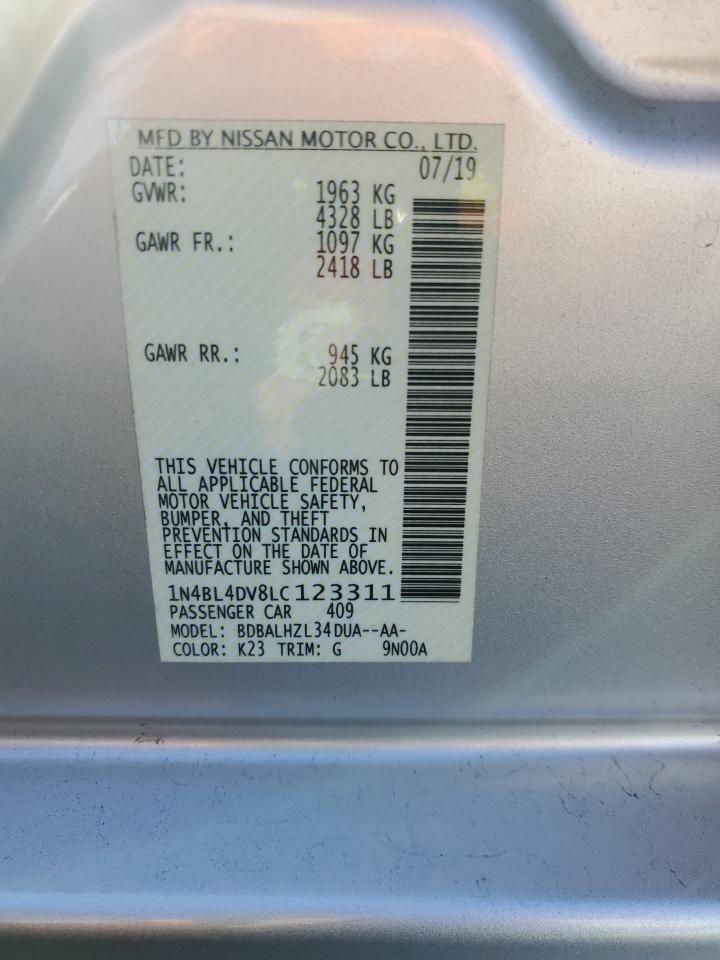 MFD BY NISSAN MOTOR CO., LTD.
DATE: 07/19
GVWR: 1963 KG
4328 LB
GAWR FR.: 1097 KG
2418 LB
GAWR RR.: 945 KG
2083 LB
THIS VEHICLE CONFORMS TO
ALL APPLICABLE FEDERAL
MOTOR VEHICLE SAFETY,
BUMPER, AND THEFT
PREVENTION STANDARDS IN
EFFECT ON THE DATE OF
MANUFACTURE SHOWN ABOVE.
1N4BL4DV8LC123311
PASSENGER CAR 409
MODEL: BDBALHZL34DUA--AA-
COLOR: K23 TRIM: G 9N00A